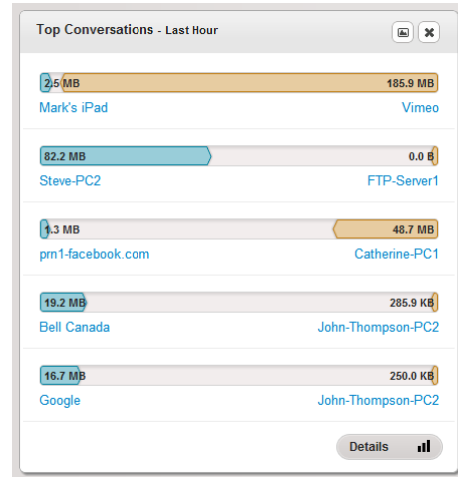 Top Conversations - Last Hour
2.5 MB 185.9 MB
Mark's iPad Vimeo
82.2 MB 0.0 B
Steve-PC2 FTP-Server1
1.3 MB 48.7 MB
prn1-facebook.com Catherine-PC1
19.2 MB 285.9 KB
Bell Canada John-Thompson-PC2
16.7 MB 250.0 KB
Google John-Thompson-PC2
Details